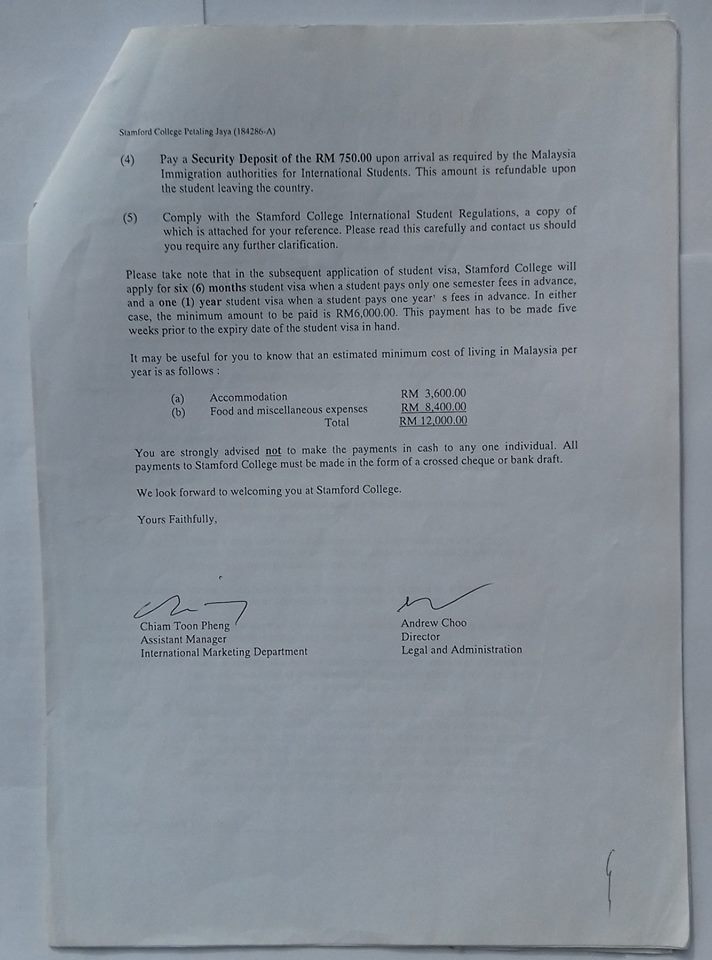 Stamford College Petaling Jaya (184286-A)
(4) Pay a Security Deposit of the RM 750.00 upon arrival as required by the Malaysia
Immigration authorities for International Students. This amount is refundable upon
the student leaving the country.
(5) Comply with the Stamford College International Student Regulations, a copy of
which is attached for your reference. Please read this carefully and contact us should
you require any further clarification.
Please take note that in the subsequent application of student visa, Stamford College will
apply for six (6) months student visa when a student pays only one semester fees in advance,
and a one (1) year student visa when a student pays one year' s fees in advance. In either
case, the minimum amount to be paid is RM6,000.00. This payment has to be made five
weeks prior to the expiry date of the student visa in hand.
It may be useful for you to know that an estimated minimum cost of living in Malaysia per
year is as follows :
(a) Accommodation RM 3,600.00
(b) Food and miscellaneous expenses RM 8,400.00
Total RM 12,000.00
You are strongly advised not to make the payments in cash to any one individual. All
payments to Stamford College must be made in the form of a crossed cheque or bank draft.
We look forward to welcoming you at Stamford College.
Yours Faithfully,
Chiam Toon Pheng
Assistant Manager
International Marketing Department
Andrew Choo
Director
Legal and Administration